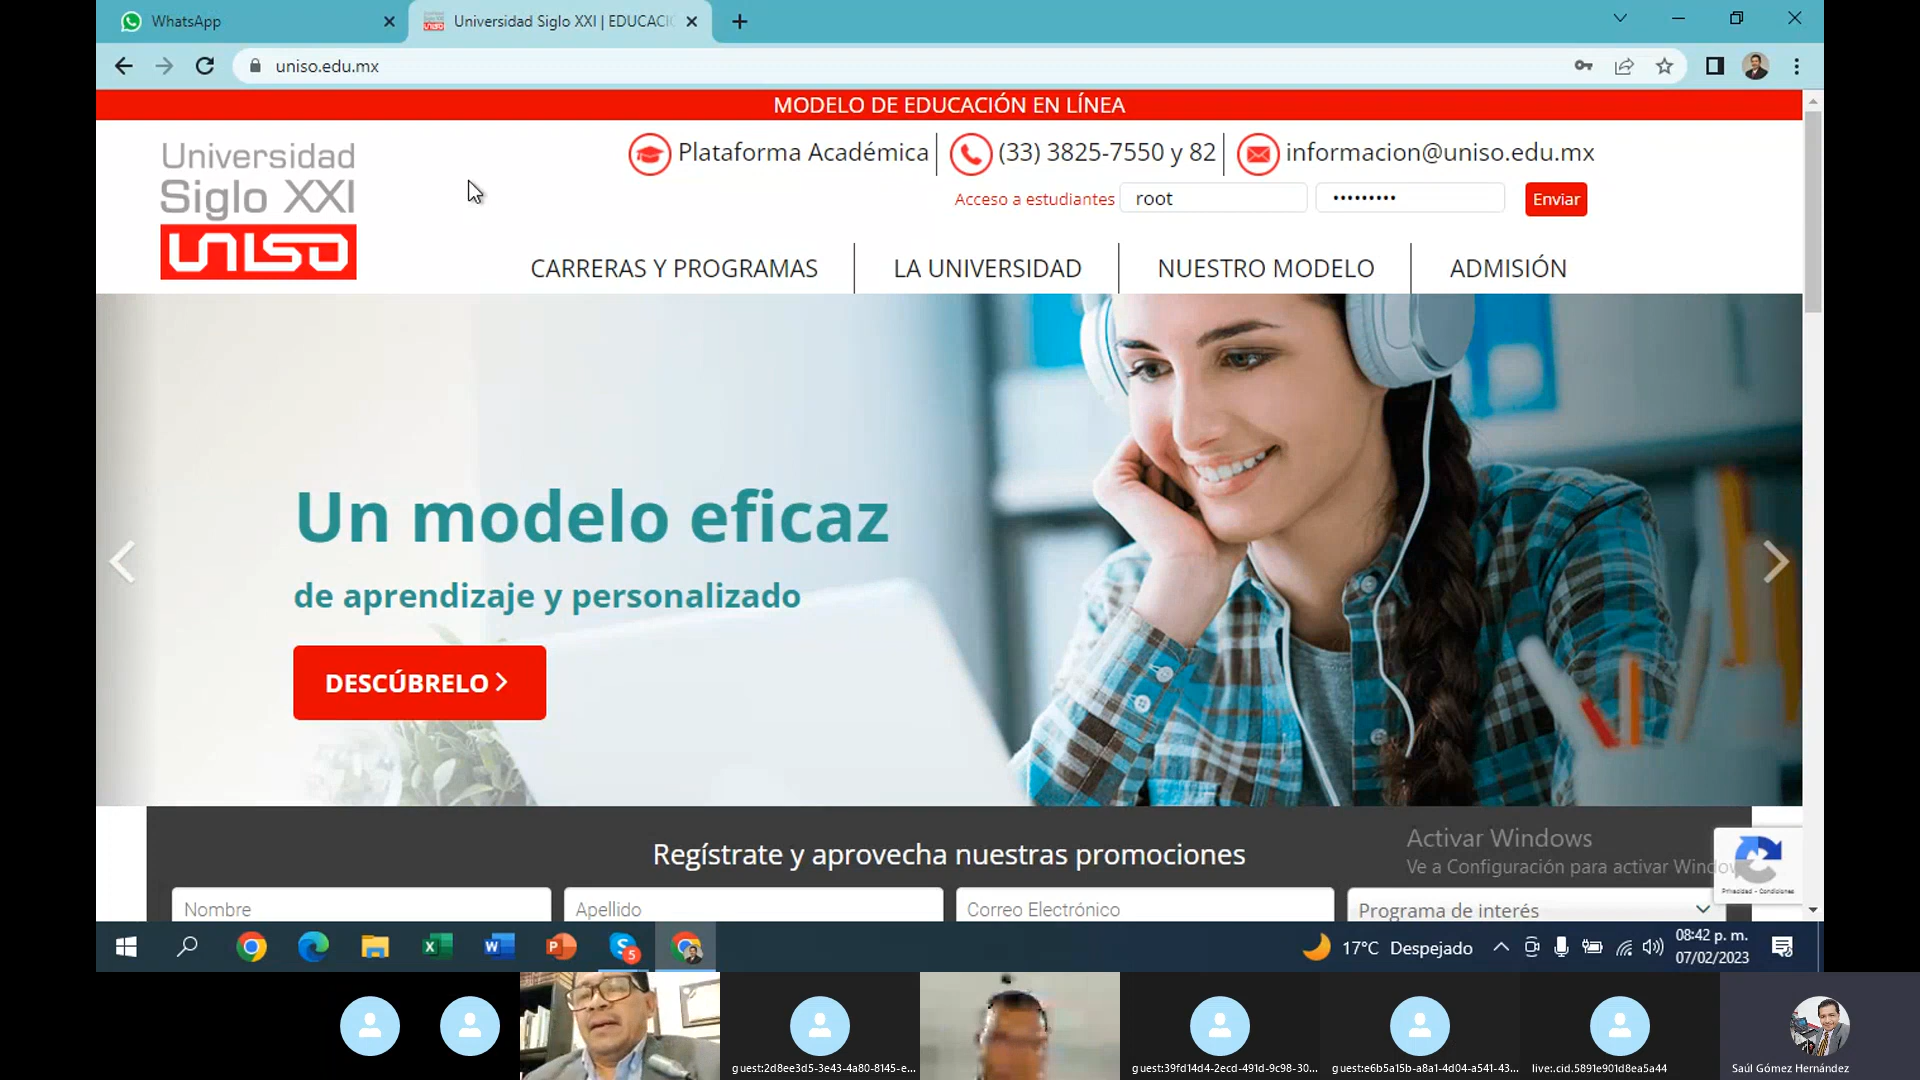 WhatsApp
Universidad Siglo XXI | EDUCACI
uniso.edu.mx
MODELO DE EDUCACIÓN EN LÍNEA
Universidad
Siglo XXI
UNISO
Plataforma Académica
(33) 3825-7550 y 82
informacion@uniso.edu.mx
Acceso a estudiantes
root
•••••••••
Enviar
CARRERAS Y PROGRAMAS
LA UNIVERSIDAD
NUESTRO MODELO
ADMISIÓN
Un modelo eficaz
de aprendizaje y personalizado
DESCÚBRELO
Regístrate y aprovecha nuestras promociones
Activar Windows
Ve a Configuración para activar Windo
Privacidad - Condiciones
Nombre
Apellido
Correo Electrónico
Programa de interés
5
17°C Despejado
08:42 p. m.
07/02/2023
guest:2d8ee3d5-3e43-4a80-8145-e...
guest:39fd14d4-2ecd-491d-9c98-30...
guest:e6b5a15b-a8a1-4d04-a541-43...
live:.cid.5891e901d8ea5a44
Saúl Gómez Hernández